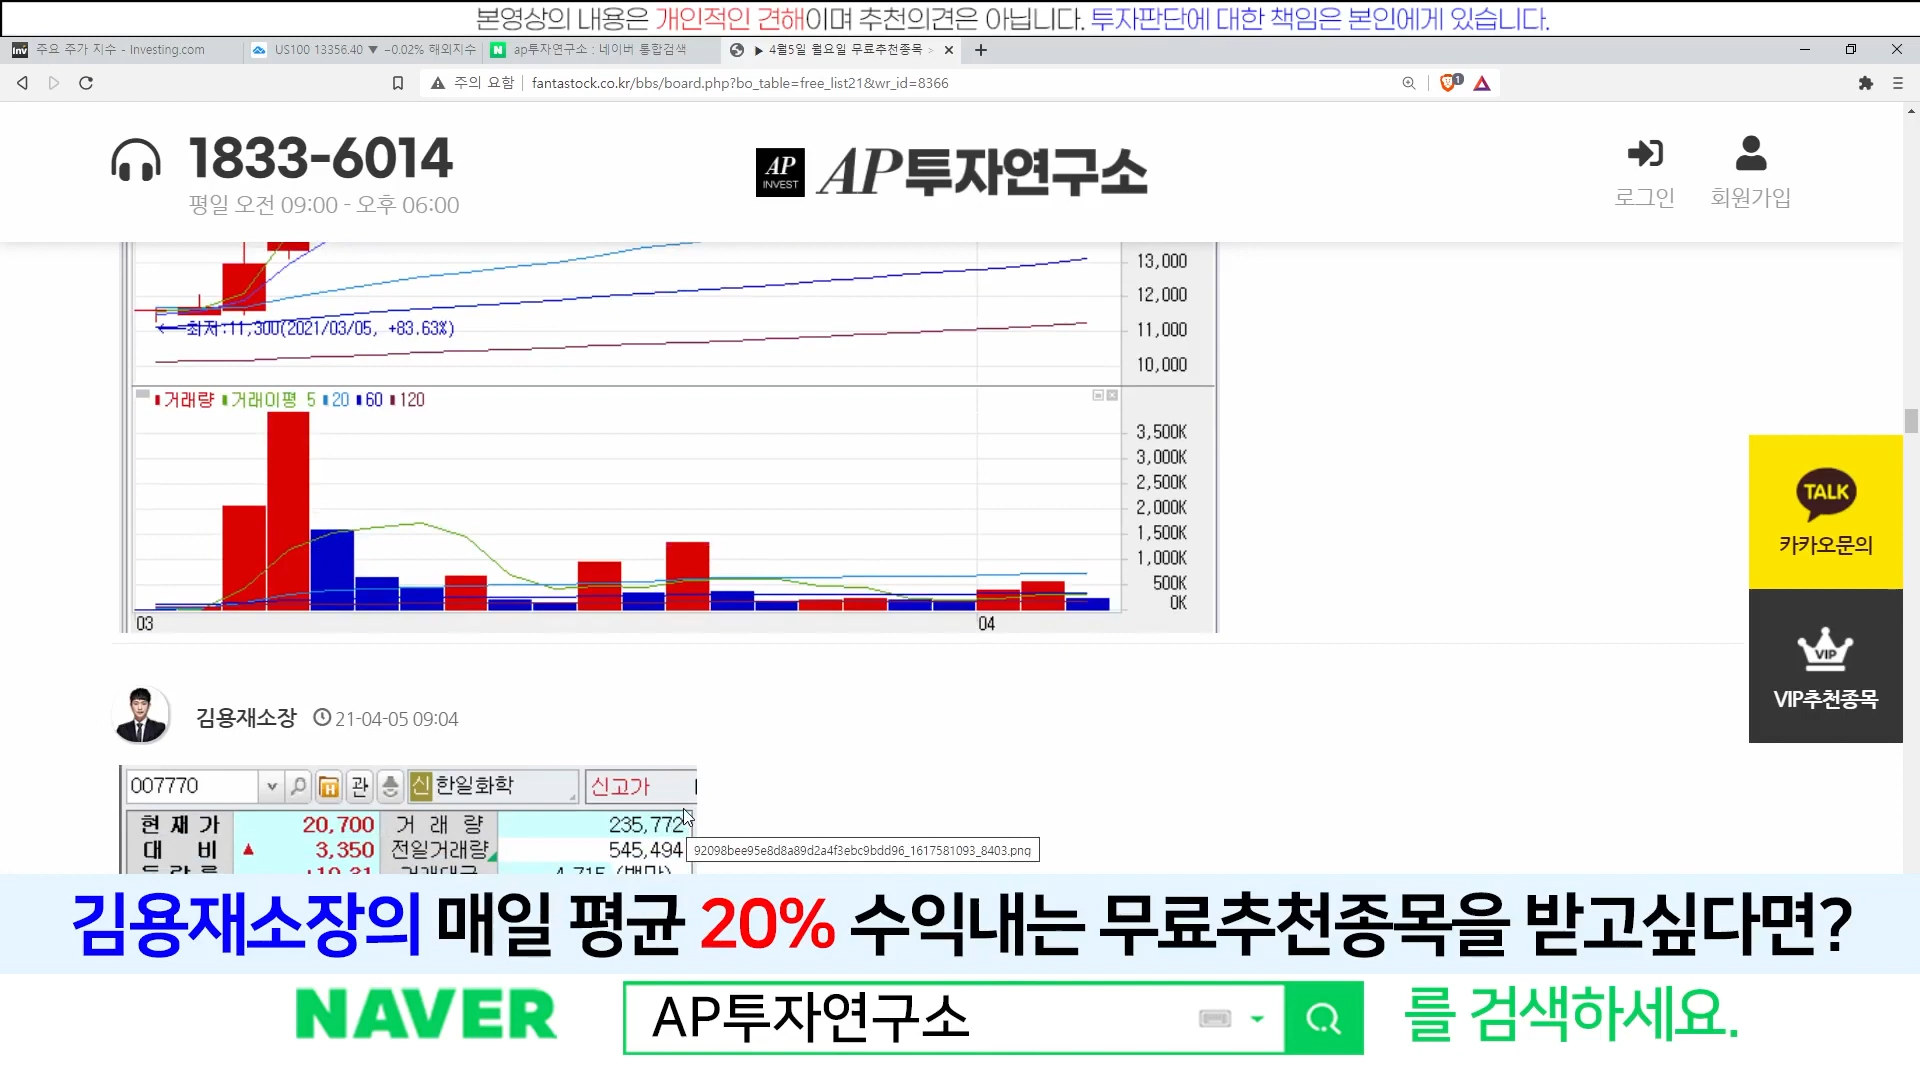 본영상의 내용은 개인적인 견해이며 추천의견은 아닙니다. 투자판단에 대한 책임은 본인에게 있습니다.
주요 주가 지수 - Investing.com
US100 13356.40 ▼ −0.02% 해외지수
ap투자연구소 : 네이버 통합검색
▶ 4월5일 월요일 무료추천종목 >
주의 요함
fantastock.co.kr/bbs/board.php?bo_table=free_list21&wr_id=8366
1833-6014
평일 오전 09:00 - 오후 06:00
AP INVEST
AP투자연구소
로그인
회원가입
13,000
12,000
11,000
10,000
최저:11,300(2021/03/05, +83.63%)
거래량 거래이평 5 20 60 120
3,500K
3,000K
2,500K
2,000K
1,500K
1,000K
500K
0K
03
04
TALK
카카오문의
VIP
VIP추천종목
김용재소장
21-04-05 09:04
007770
관
신 한일화학
신고가
현 재 가 20,700 거 래 량 235,772
대 비 ▲ 3,350 전일거래량 545,494
92098bee95e8d8a89d2a4f3ebc9bdd96_1617581093_8403.png
김용재소장의 매일 평균 20% 수익내는 무료추천종목을 받고싶다면?
NAVER
AP투자연구소
를 검색하세요.